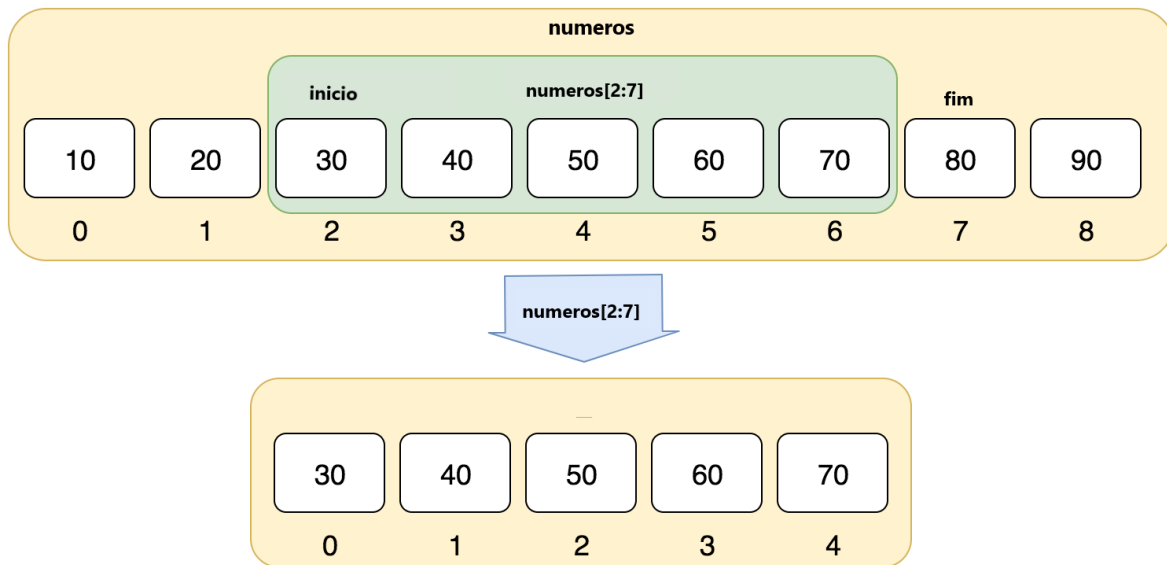 numeros
inicio numeros[2:7] fim
10 20 30 40 50 60 70 80 90
0 1 2 3 4 5 6 7 8
numeros[2:7]
30 40 50 60 70
0 1 2 3 4